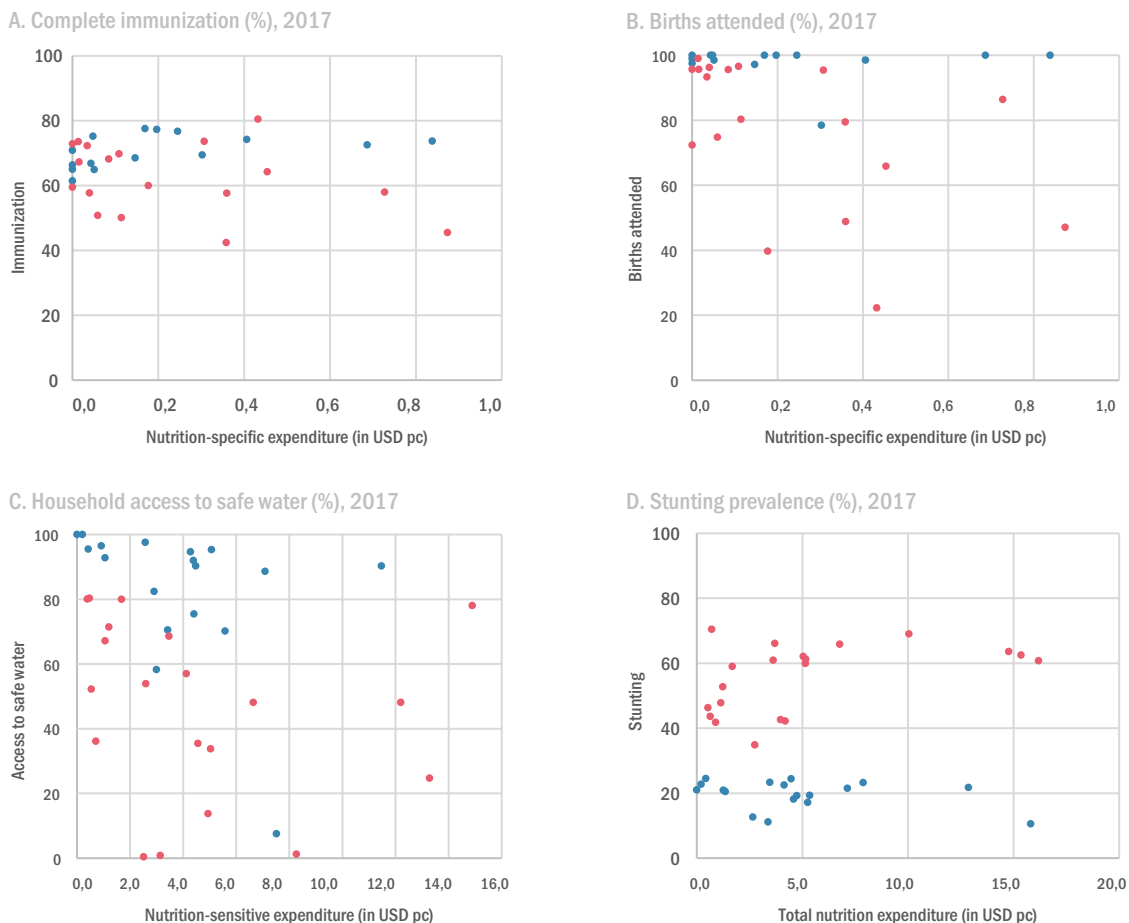 A. Complete immunization (%), 2017
100
80
60
40
20
0
Immunization
0,0 0,2 0,4 0,6 0,8 1,0
Nutrition-specific expenditure (in USD pc)
B. Births attended (%), 2017
100
80
60
40
20
0
Births attended
0,0 0,2 0,4 0,6 0,8 1,0
Nutrition-specific expenditure (in USD pc)
C. Household access to safe water (%), 2017
100
80
60
40
20
0
Access to safe water
0,0 2,0 4,0 6,0 8,0 10,0 12,0 14,0 16,0
Nutrition-sensitive expenditure (in USD pc)
D. Stunting prevalence (%), 2017
100
80
60
40
20
0
Stunting
0,0 5,0 10,0 15,0 20,0
Total nutrition expenditure (in USD pc)